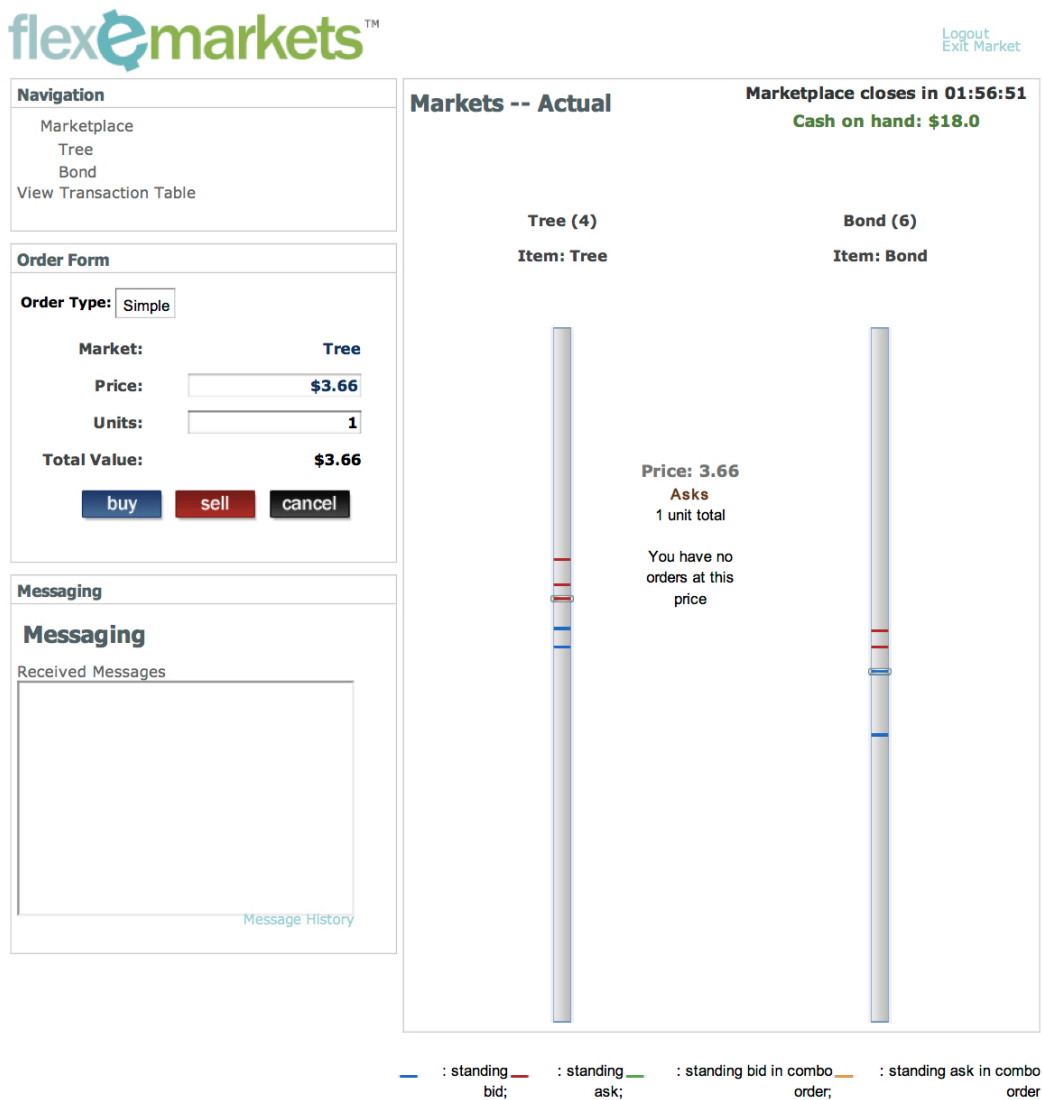 flexemarkets™
Logout
Exit Market
Navigation
Marketplace
Tree
Bond
View Transaction Table
Order Form
Order Type: Simple
Market: Tree
Price: $3.66
Units: 1
Total Value: $3.66
buy sell cancel
Messaging
Messaging
Received Messages
Message History
Markets -- Actual
Marketplace closes in 01:56:51
Cash on hand: $18.0
Tree (4) Bond (6)
Item: Tree Item: Bond
Price: 3.66
Asks
1 unit total
You have no
orders at this
price
: standing bid; : standing ask; : standing bid in combo order; : standing ask in combo order